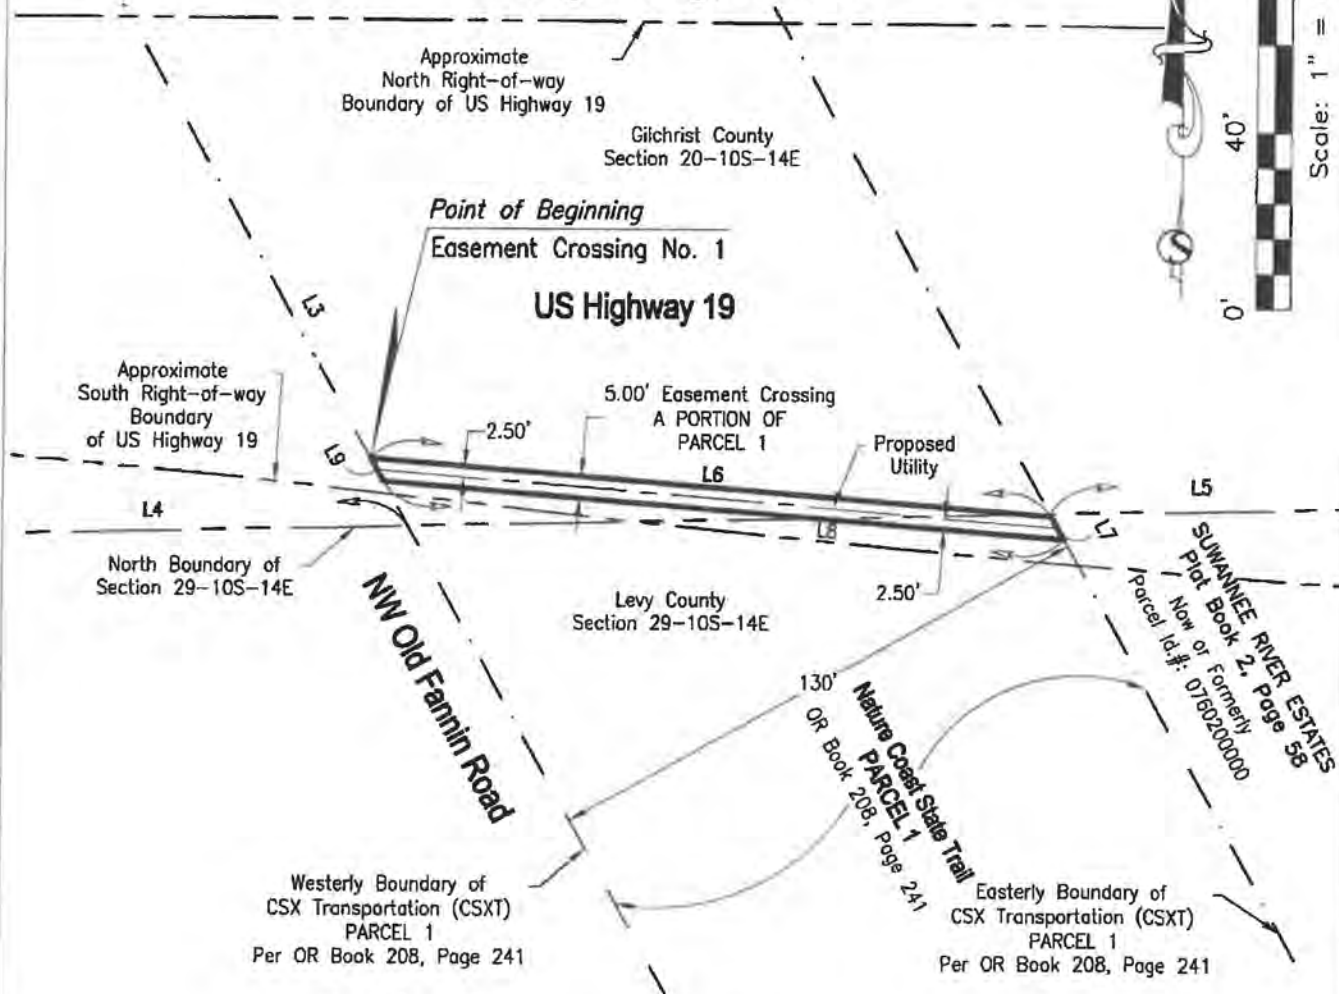 Approximate
North Right-of-way
Boundary of US Highway 19
Gilchrist County
Section 20-10S-14E
40'
0'
Scale: 1" =
Point of Beginning
Easement Crossing No. 1
US Highway 19
L3
Approximate
South Right-of-way
Boundary
of US Highway 19
5.00' Easement Crossing
A PORTION OF
PARCEL 1
2.50'
Proposed
Utility
L9
L6
L4
L5
L8
L7
North Boundary of
Section 29-10S-14E
Levy County
Section 29-10S-14E
2.50'
NW Old Fannin Road
130'
SUWANNEE RIVER ESTATES
Plat Book 2, Page 58
Now or Formerly
Parcel Id.#: 0760200000
Nature Coast State Trail
PARCEL 1
OR Book 208, Page 241
Westerly Boundary of
CSX Transportation (CSXT)
PARCEL 1
Per OR Book 208, Page 241
Easterly Boundary of
CSX Transportation (CSXT)
PARCEL 1
Per OR Book 208, Page 241